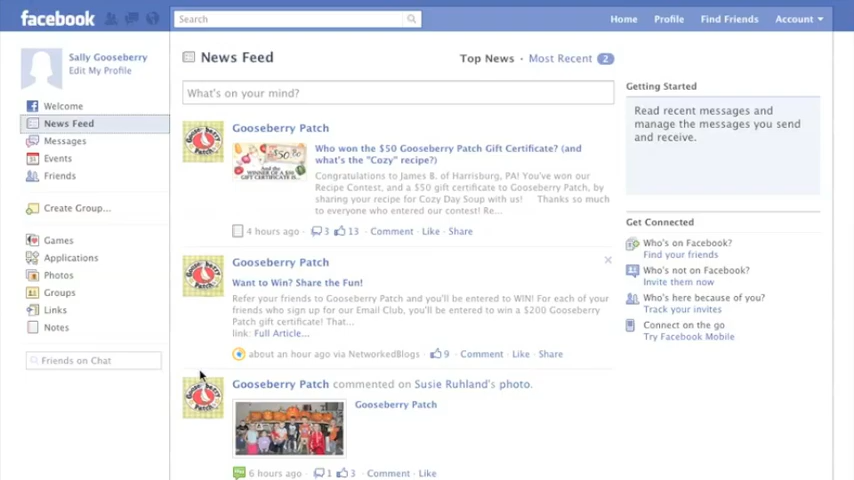 facebook
Search
Home
Profile
Find Friends
Account
Sally Gooseberry
Edit My Profile
Welcome
News Feed
Messages
Events
Friends
Create Group...
Games
Applications
Photos
Groups
Links
Notes
Friends on Chat
News Feed
Top News · Most Recent 2
What's on your mind?
Gooseberry Patch
Who won the $50 Gooseberry Patch Gift Certificate? (and
what's the "Cozy" recipe?)
Congratulations to James B. of Harrisburg, PA! You've won our
Recipe Contest, and a $50 gift certificate to Gooseberry Patch, by
sharing your recipe for Cozy Day Soup with us! Thanks so much
to everyone who entered our contest! Re...
4 hours ago · 3 13 · Comment · Like · Share
Gooseberry Patch
Want to Win? Share the Fun!
Refer your friends to Gooseberry Patch and you'll be entered to WIN! For each of your
friends who sign up for our Email Club, you'll be entered to win a $200 Gooseberry
Patch gift certificate! That...
link: Full Article...
about an hour ago via NetworkedBlogs · 9 · Comment · Like · Share
Gooseberry Patch commented on Susie Ruhland's photo.
Gooseberry Patch
6 hours ago · 1 3 · Comment · Like
Getting Started
Read recent messages and
manage the messages you send
and receive.
Get Connected
Who's on Facebook?
Find your friends
Who's not on Facebook?
Invite them now
Who's here because of you?
Track your invites
Connect on the go
Try Facebook Mobile